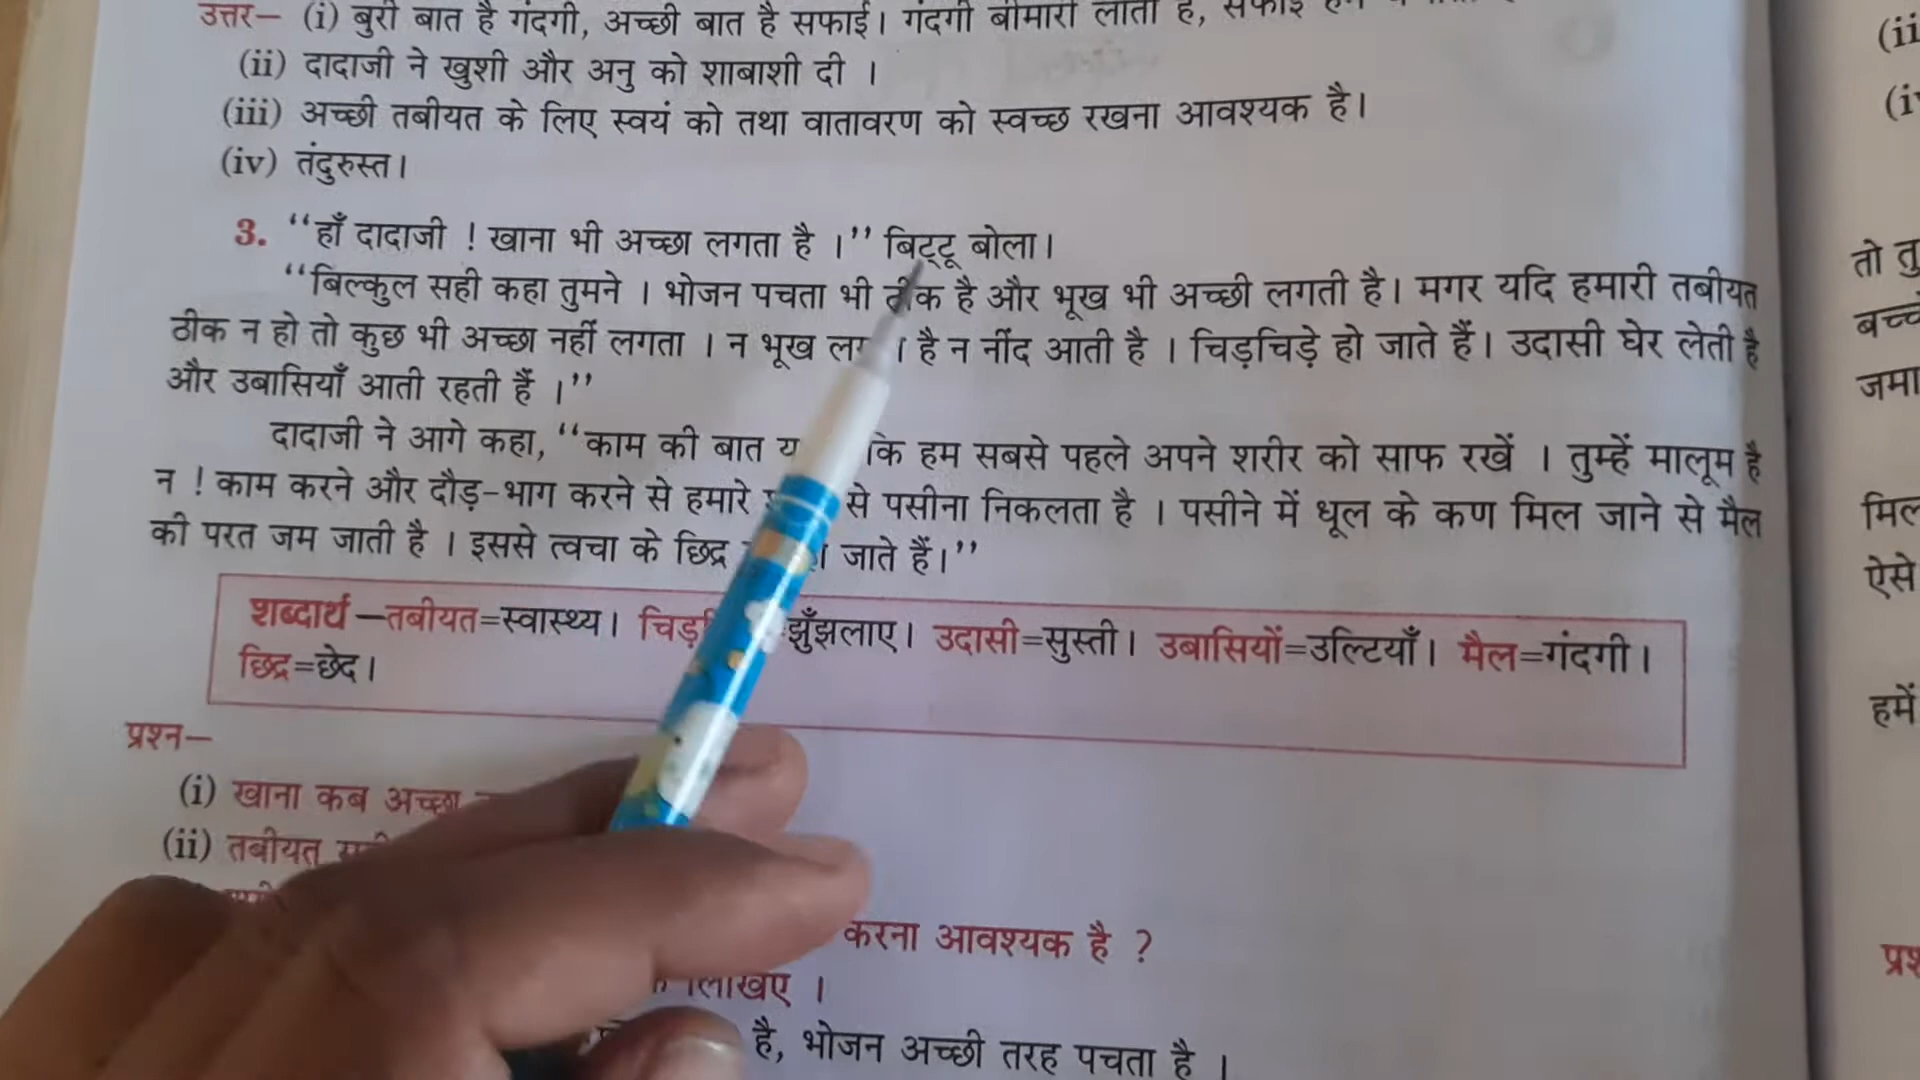 उत्तर— (i) बुरी बात है गंदगी, अच्छी बात है सफाई। गंदगी बीमारी लाती है, सफाई
(ii) दादाजी ने खुशी और अनु को शाबाशी दी ।
(iii) अच्छी तबीयत के लिए स्वयं को तथा वातावरण को स्वच्छ रखना आवश्यक है।
(iv) तंदुरुस्त।
3. ‘‘हाँ दादाजी ! खाना भी अच्छा लगता है ।’’ बिट्टू बोला।
‘‘बिल्कुल सही कहा तुमने । भोजन पचता भी ठीक है और भूख भी अच्छी लगती है। मगर यदि हमारी तबीयत
ठीक न हो तो कुछ भी अच्छा नहीं लगता । न भूख है न नींद आती है । चिड़चिड़े हो जाते हैं। उदासी घेर लेती है
और उबासियाँ आती रहती हैं ।’’
दादाजी ने आगे कहा, ‘‘काम की बात कि हम सबसे पहले अपने शरीर को साफ रखें । तुम्हें मालूम है
न ! काम करने और दौड़-भाग करने से हमारे से पसीना निकलता है । पसीने में धूल के कण मिल जाने से मैल
की परत जम जाती है । इससे त्वचा के छिद्र जाते हैं।’’
शब्दार्थ—तबीयत=स्वास्थ्य। झुँझलाए। उदासी=सुस्ती। उबासियों=उल्टियाँ। मैल=गंदगी।
छिद्र=छेद।
प्रश्न—
(i) खाना कब अच्छा
(ii) तबीयत
करना आवश्यक है ?
लिखिए ।
है, भोजन अच्छी तरह पचता है ।
तो तु
जमा
ऐसे
हमें